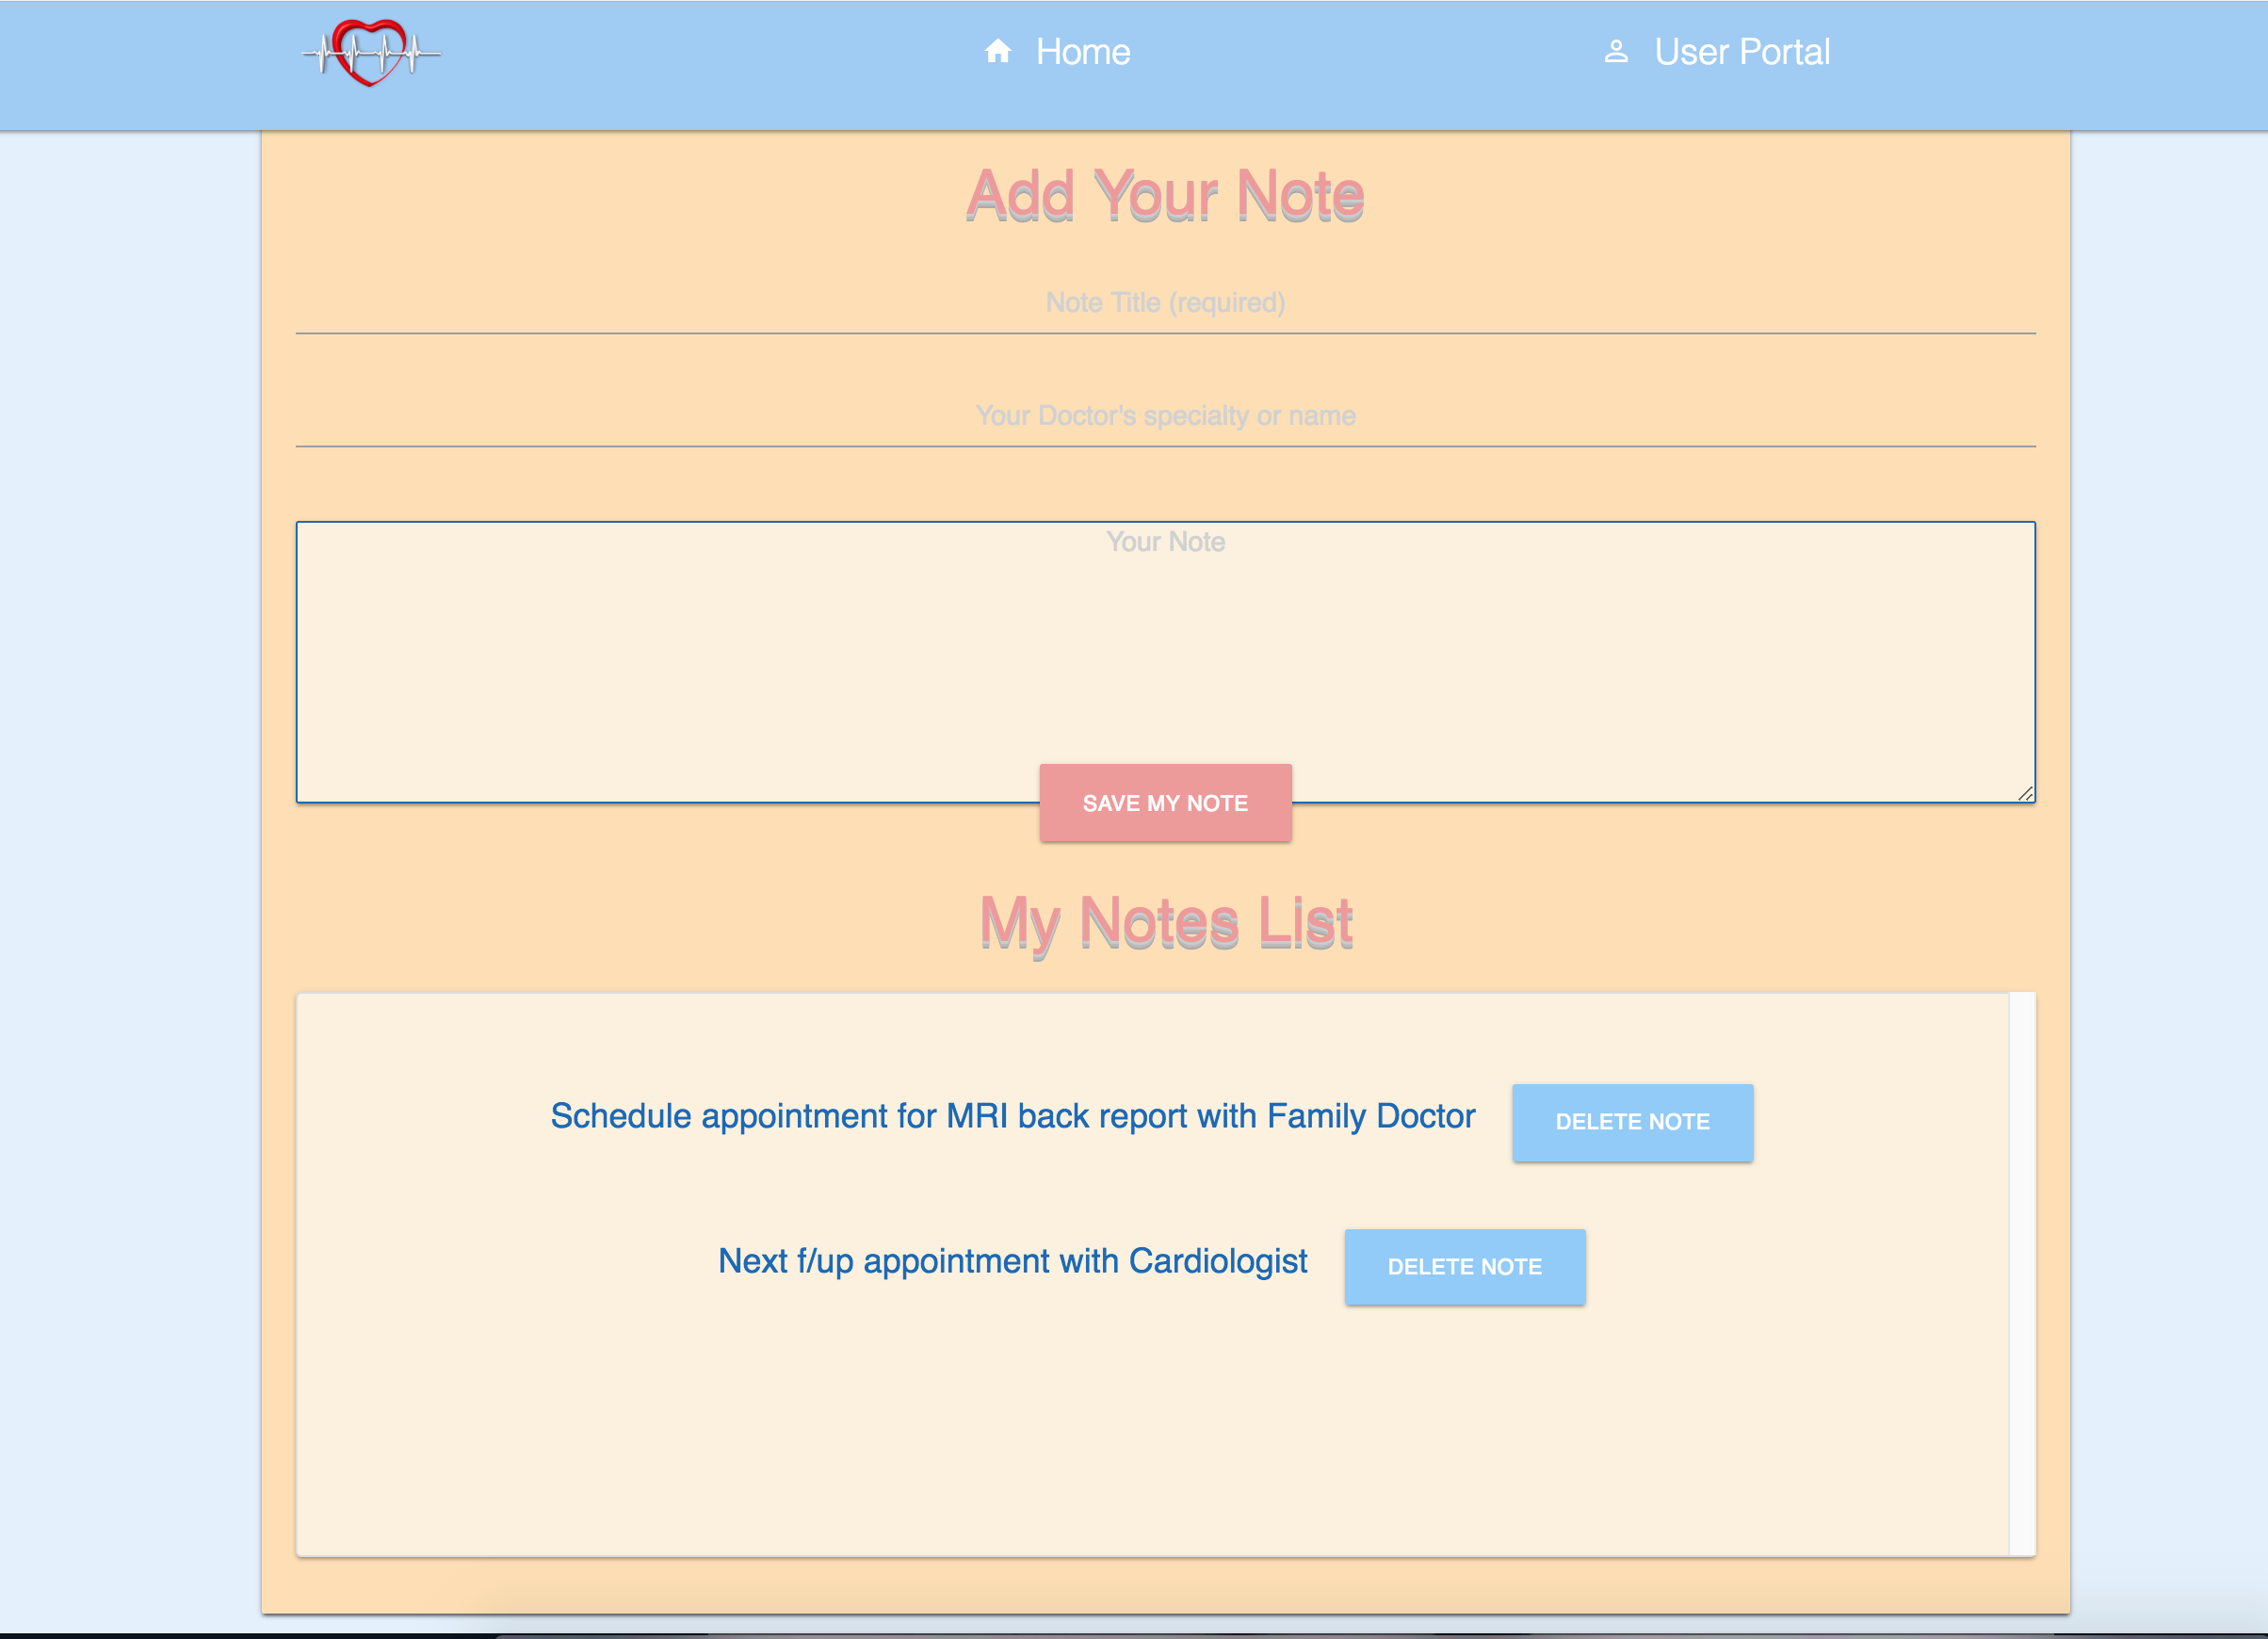 Home
User Portal
Add Your Note
Note Title (required)
Your Doctor's specialty or name
Your Note
SAVE MY NOTE
My Notes List
Schedule appointment for MRI back report with Family Doctor
DELETE NOTE
Next f/up appointment with Cardiologist
DELETE NOTE